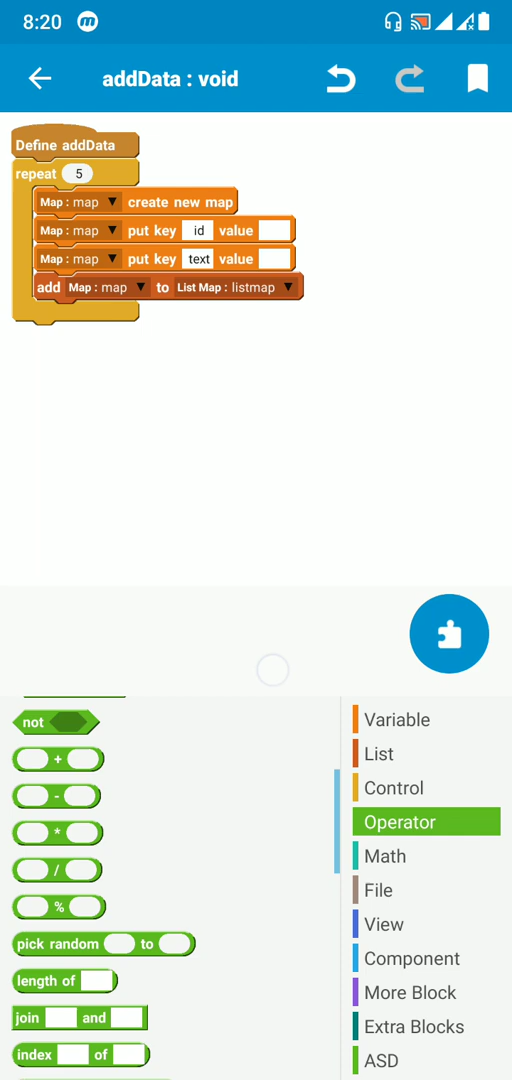 8:20 m
addData : void
Define addData
repeat 5
Map : map ▼ create new map
Map : map ▼ put key id value
Map : map ▼ put key text value
add Map : map ▼ to List Map : listmap ▼
not
+
-
*
/
%
pick random to
length of
join and
index of
Variable
List
Control
Operator
Math
File
View
Component
More Block
Extra Blocks
ASD